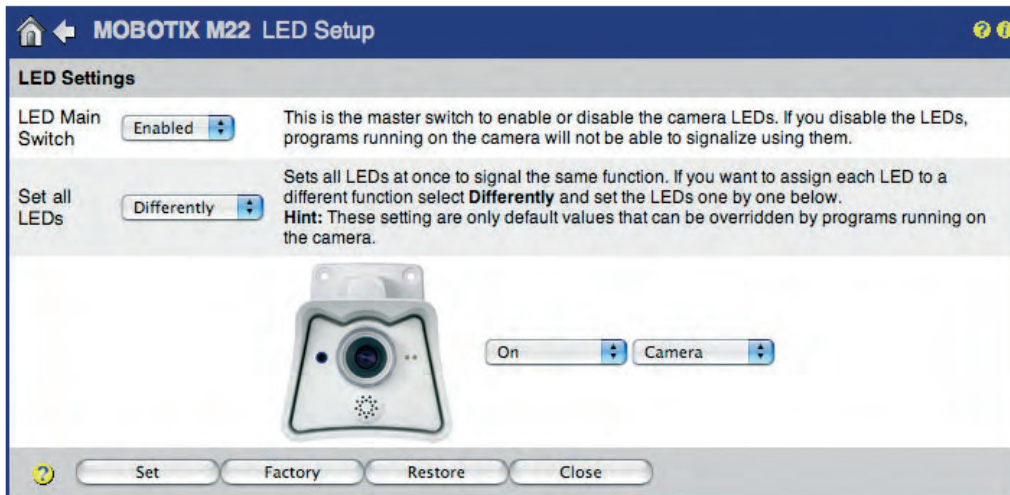 MOBOTIX M22 LED Setup
LED Settings
LED Main
Switch
Enabled
This is the master switch to enable or disable the camera LEDs. If you disable the LEDs,
programs running on the camera will not be able to signalize using them.
Set all
LEDs
Differently
Sets all LEDs at once to signal the same function. If you want to assign each LED to a
different function select Differently and set the LEDs one by one below.
Hint: These setting are only default values that can be overridden by programs running on
the camera.
On
Camera
? Set Factory Restore Close